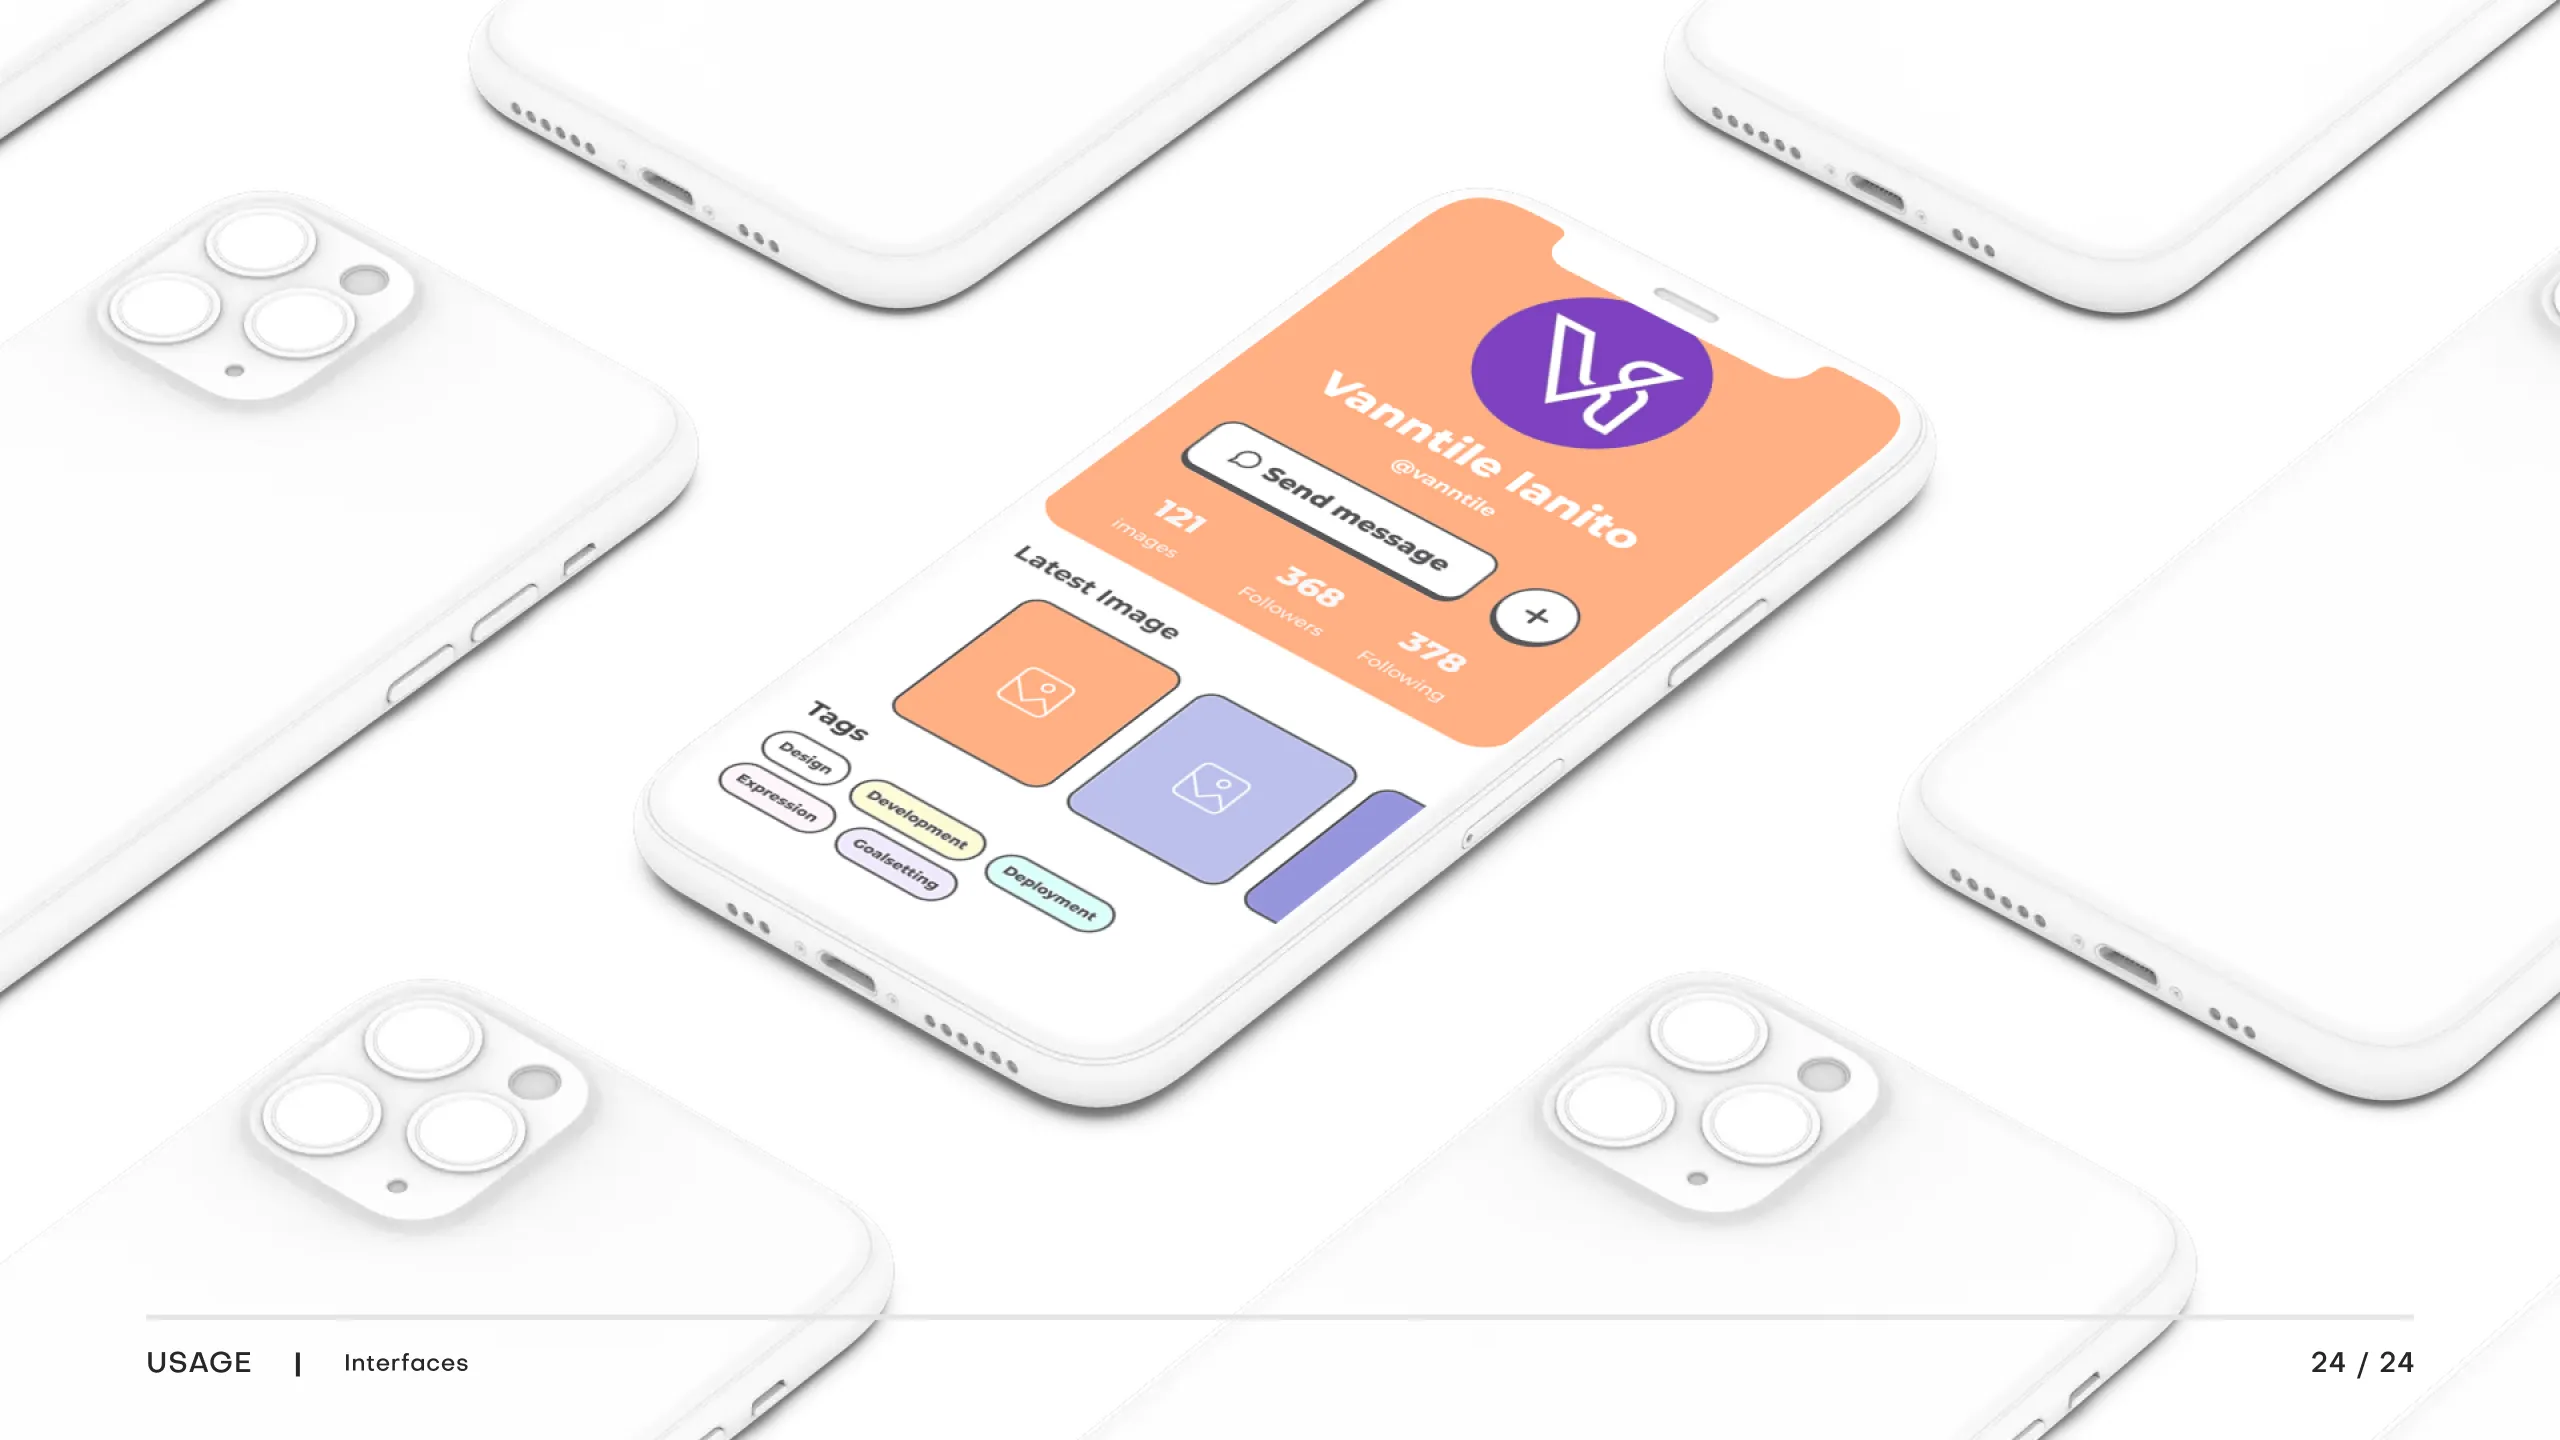 Vanntile Ianito
@vanntile
Send message
+
121
images
368
Followers
378
Following
Latest Image
Tags
Design
Development
Deployment
Expression
Goalsetting
USAGE | Interfaces
24 / 24